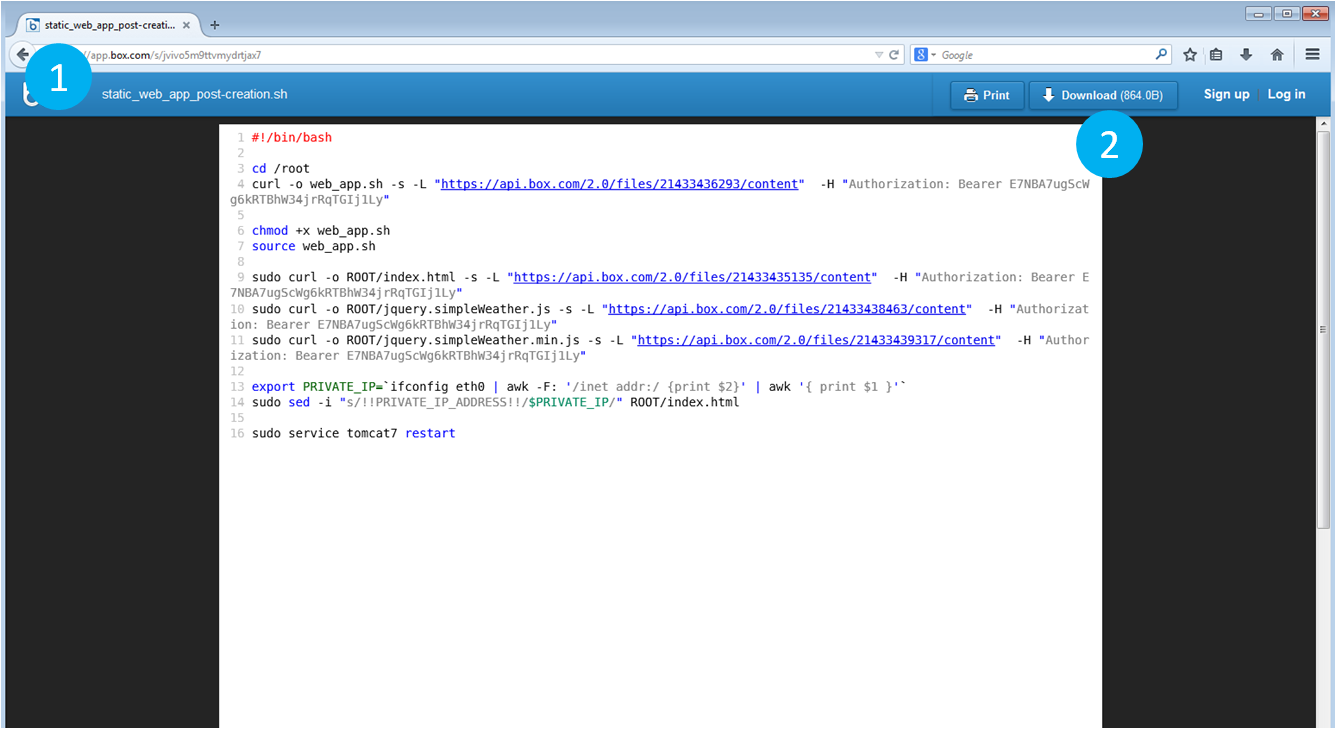 static_web_app_post-creati...
//app.box.com/s/jvivo5m9ttvmydrtjax7
Google
1
static_web_app_post-creation.sh
Print
Download (864.0B)
Sign up
Log in
2
1 #!/bin/bash
2
3 cd /root
4 curl -o web_app.sh -s -L "https://api.box.com/2.0/files/21433436293/content"  -H "Authorization: Bearer E7NBA7ugScW
g6kRTBhW34jrRqTGIj1Ly"
5
6 chmod +x web_app.sh
7 source web_app.sh
8
9 sudo curl -o ROOT/index.html -s -L "https://api.box.com/2.0/files/21433435135/content"  -H "Authorization: Bearer E
7NBA7ugScWg6kRTBhW34jrRqTGIj1Ly"
10 sudo curl -o ROOT/jquery.simpleWeather.js -s -L "https://api.box.com/2.0/files/21433438463/content"  -H "Authorizat
ion: Bearer E7NBA7ugScWg6kRTBhW34jrRqTGIj1Ly"
11 sudo curl -o ROOT/jquery.simpleWeather.min.js -s -L "https://api.box.com/2.0/files/21433439317/content"  -H "Author
ization: Bearer E7NBA7ugScWg6kRTBhW34jrRqTGIj1Ly"
12
13 export PRIVATE_IP=`ifconfig eth0 | awk -F: '/inet addr:/ {print $2}' | awk '{ print $1 }'`
14 sudo sed -i "s/!!PRIVATE_IP_ADDRESS!!/$PRIVATE_IP/" ROOT/index.html
15
16 sudo service tomcat7 restart